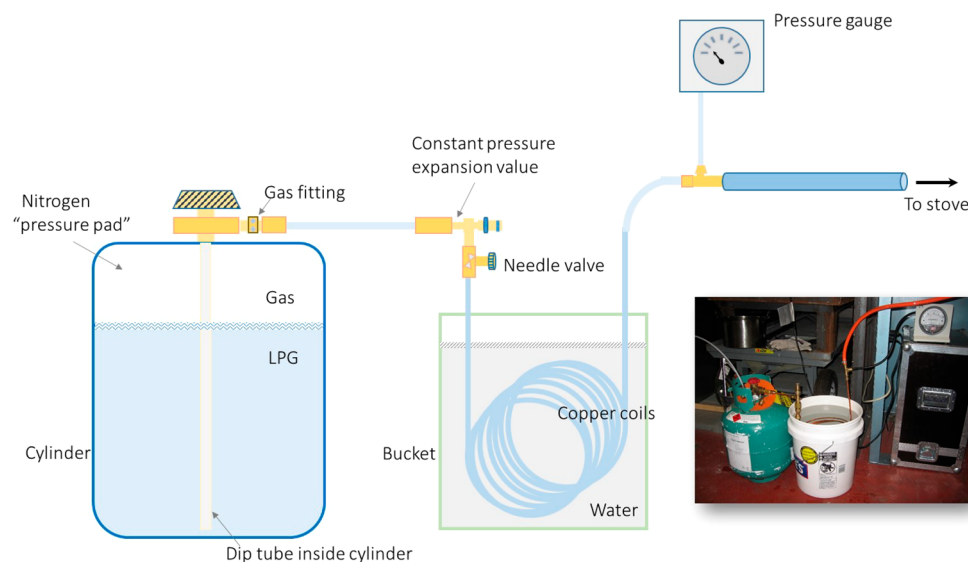 Pressure gauge
Constant pressure
expansion value
Gas fitting
Nitrogen
“pressure pad”
To stove
Needle valve
Gas
LPG
Copper coils
Cylinder
Bucket
Water
Dip tube inside cylinder